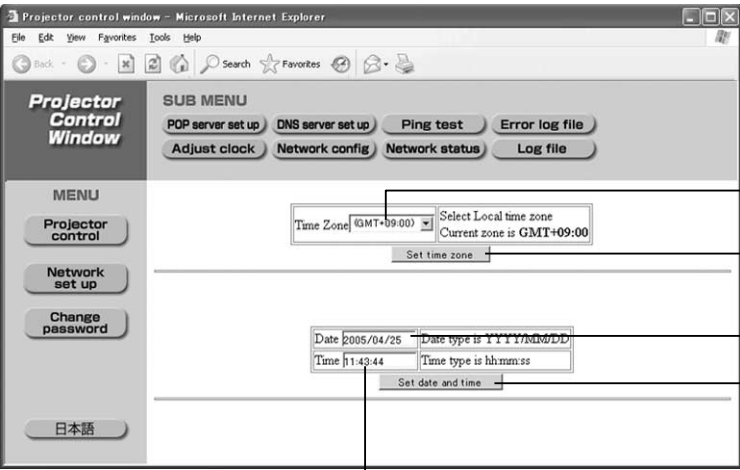 Projector control window - Microsoft Internet Explorer
File Edit View Favorites Tools Help
Back Search Favorites
Projector
Control
Window
SUB MENU
POP server set up DNS server set up Ping test Error log file
Adjust clock Network config Network status Log file
MENU
Projector
control
Network
set up
Change
password
日本語
Time Zone (GMT+09:00) Select Local time zone
Current zone is GMT+09:00
Set time zone
Date 2005/04/25 Date type is YYYY/MM/DD
Time 11:43:44 Time type is hh:mm:ss
Set date and time